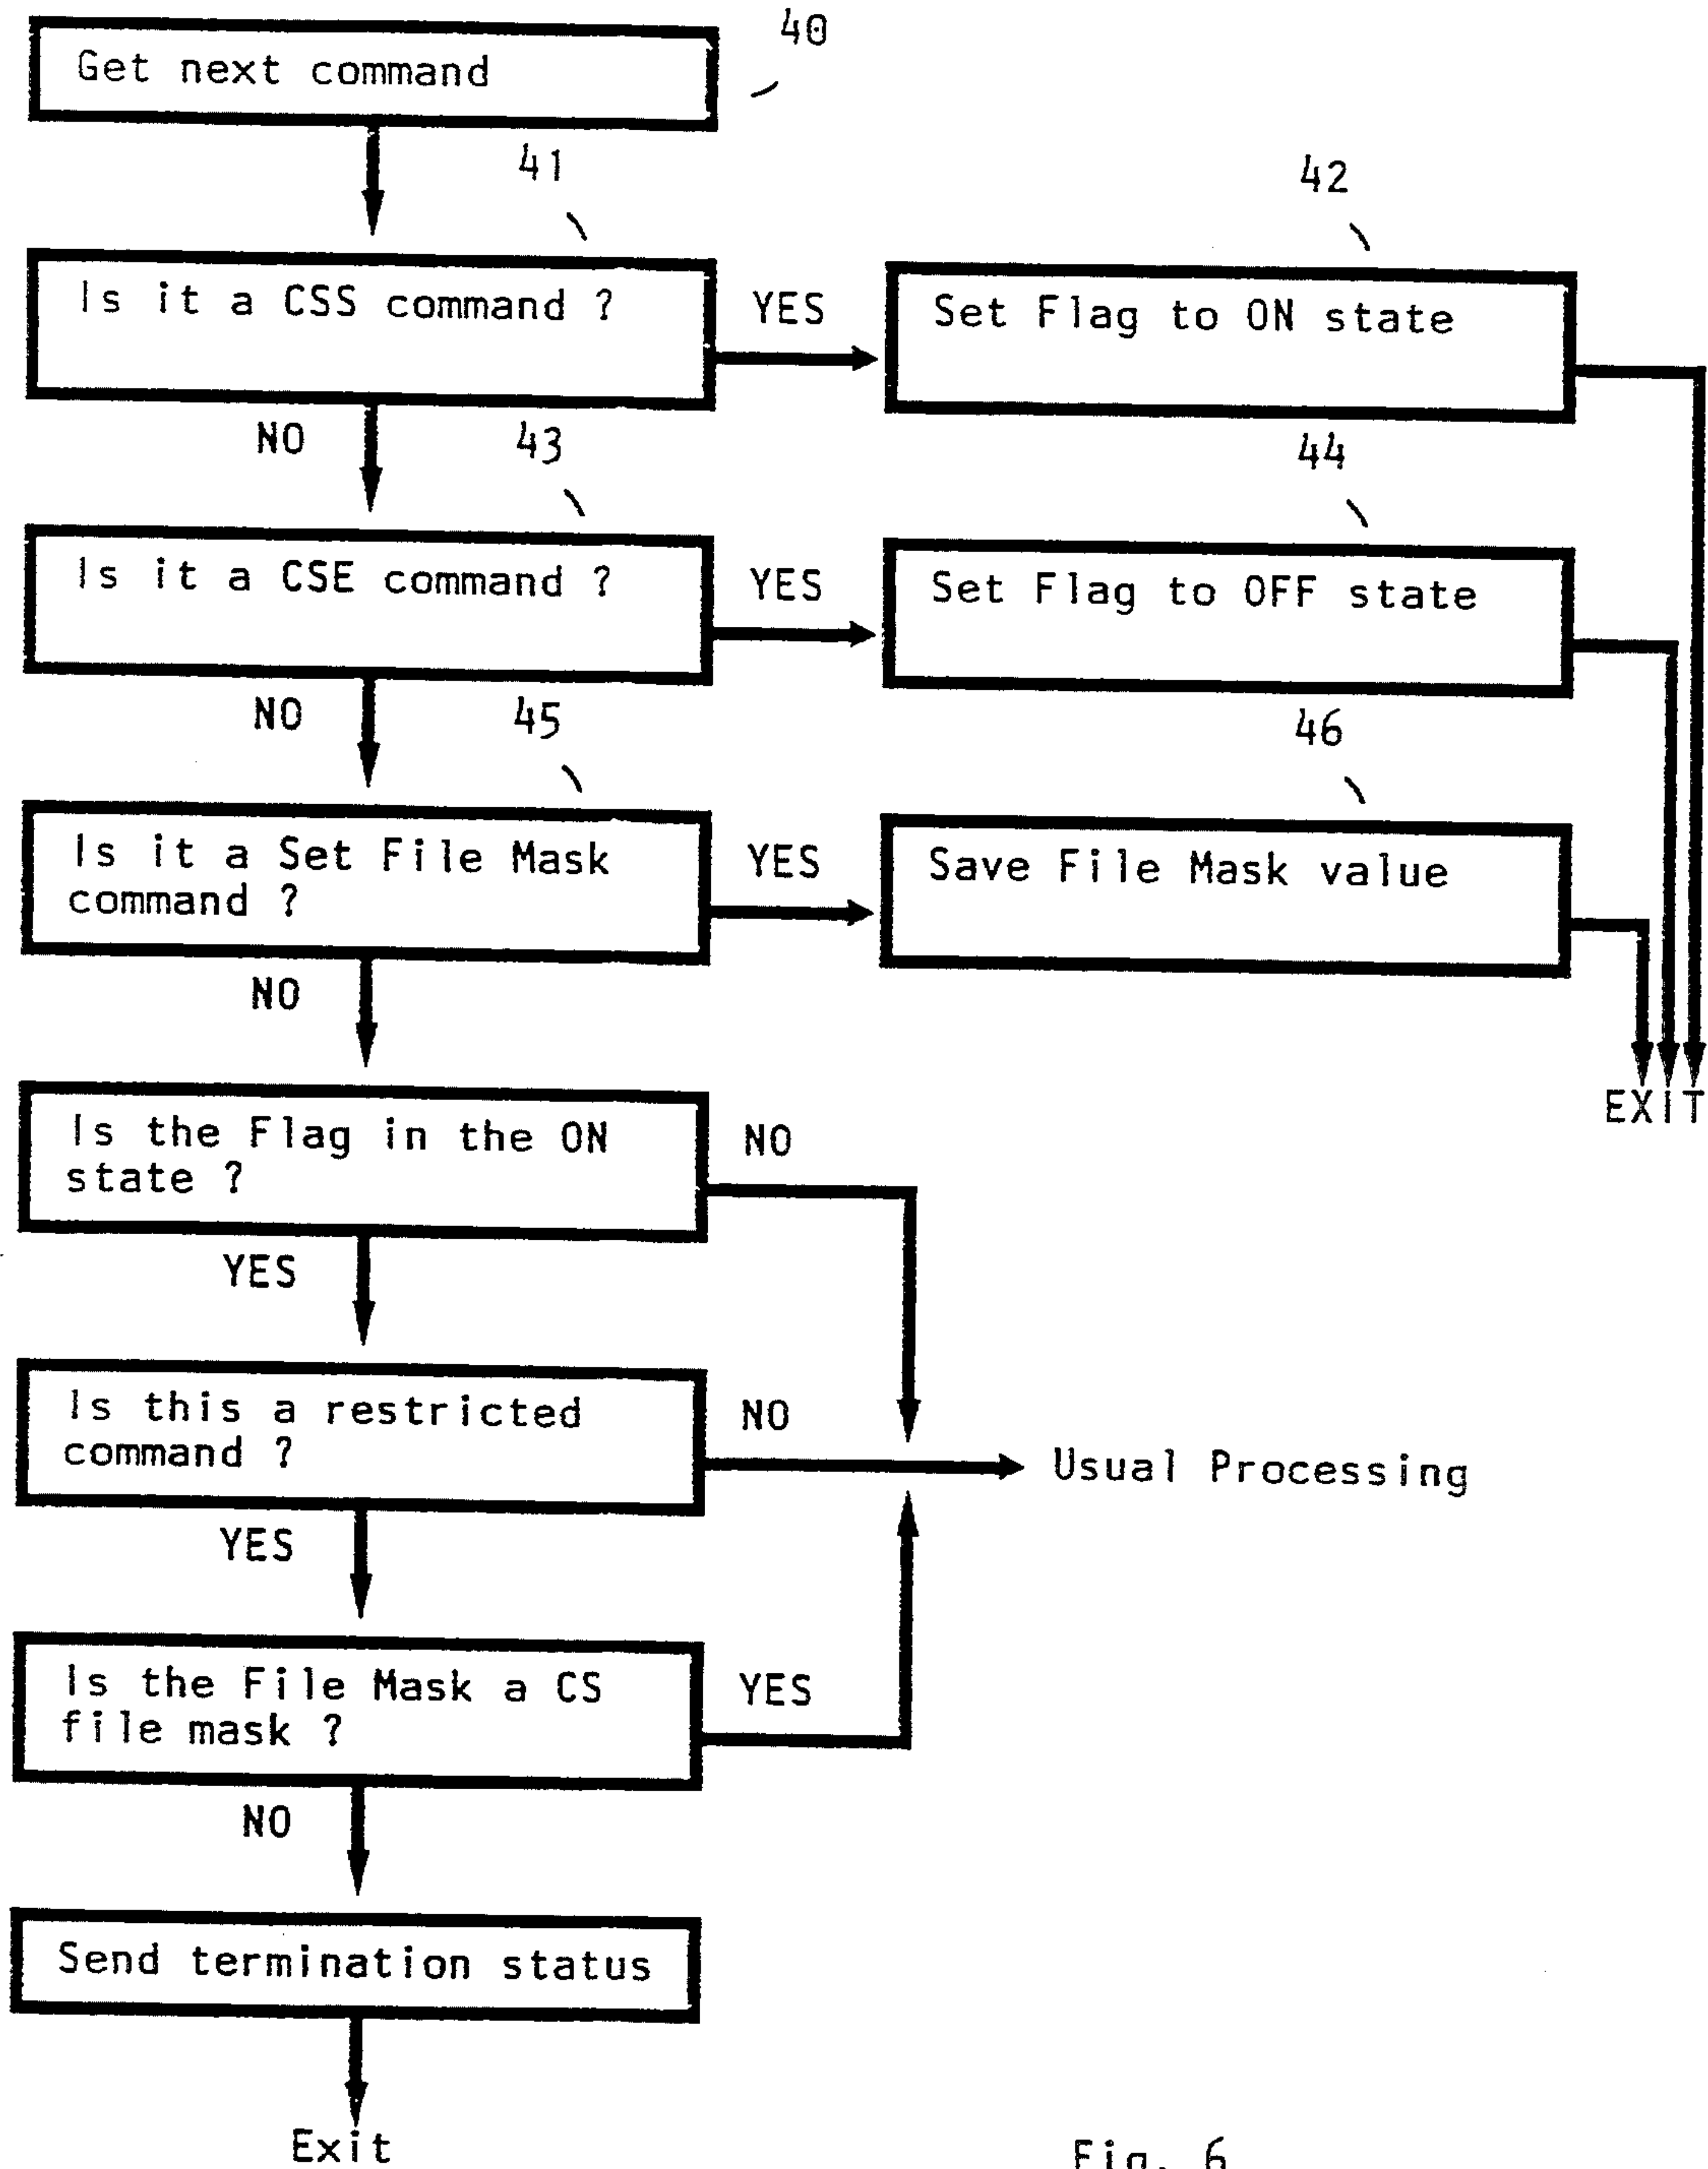 Get next command
40
41
42
Is it a CSS command ?
YES
Set Flag to ON state
NO
43
44
Is it a CSE command ?
YES
Set Flag to OFF state
NO
45
46
Is it a Set File Mask
command ?
YES
Save File Mask value
NO
EXIT
Is the Flag in the ON
state ?
NO
YES
Is this a restricted
command ?
NO
Usual Processing
YES
Is the File Mask a CS
file mask ?
YES
NO
Send termination status
Exit
Fig. 6